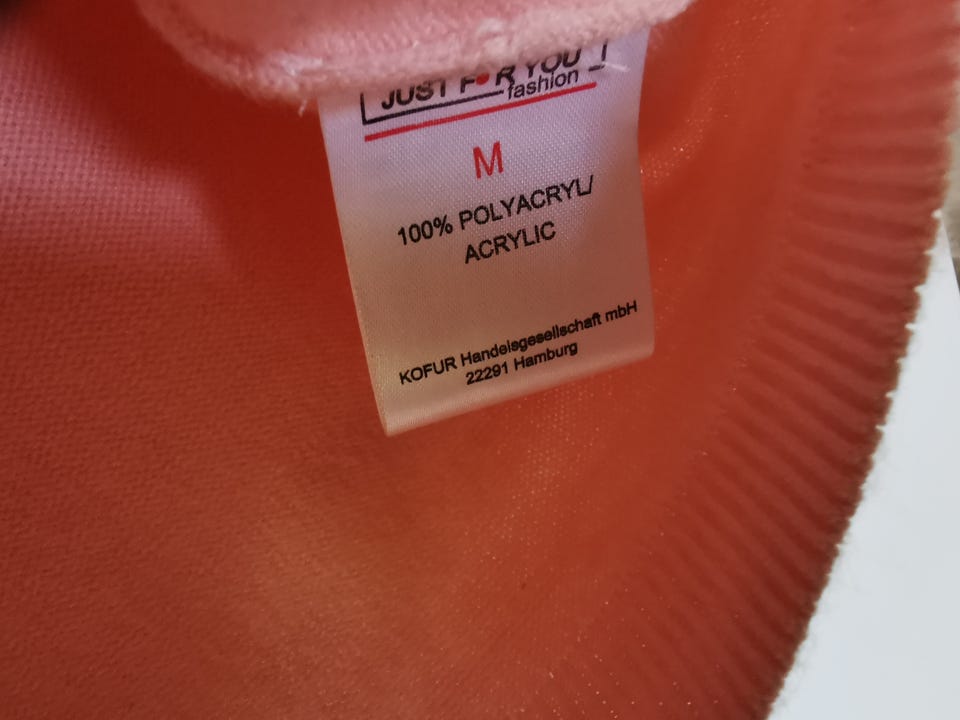 JUST FOR YOU
fashion
M
100% POLYACRYL/
ACRYLIC
KOFUR Handelsgesellschaft mbH
22291 Hamburg